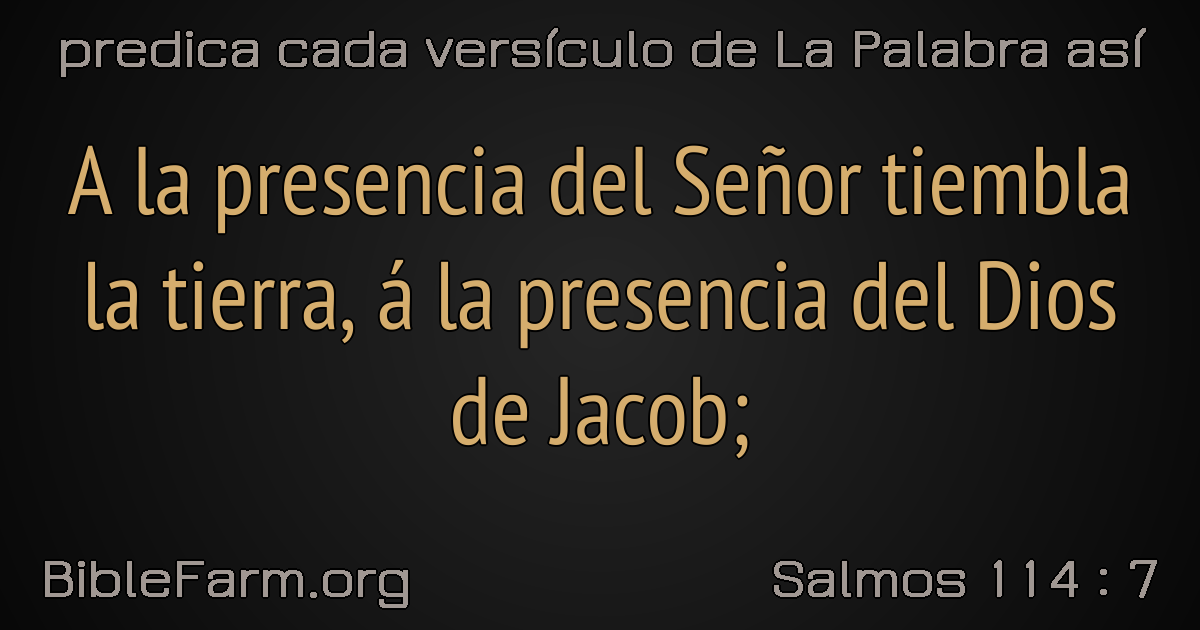 predica cada versículo de La Palabra así
A la presencia del Señor tiembla
la tierra, á la presencia del Dios
de Jacob;
BibleFarm.org
Salmos 114 : 7